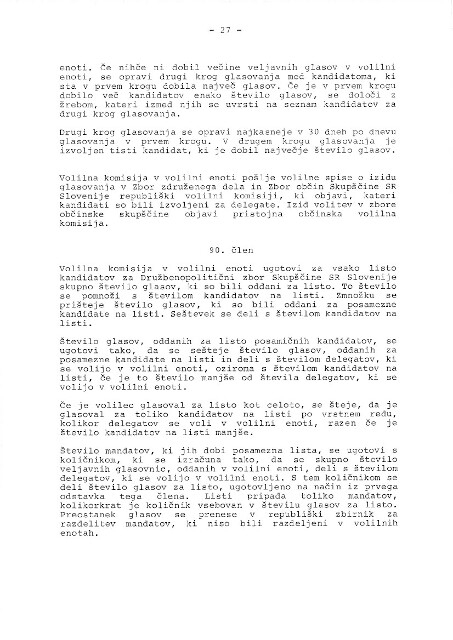 - 27 -
enoti. Če nihče ni dobil večine veljavnih glasov v volilni
enoti, se opravi drugi krog glasovanja med kandidatoma, ki
sta v prvem krogu dobila največ glasov. Če je v prvem krogu
dobilo več kandidatov enako število glasov, se določi z
žrebom, kateri izmed njih se uvrsti na seznam kandidatov za
drugi krog glasovanja.
Drugi krog glasovanja se opravi najkasneje v 30 dneh po dnevu
glasovanja v prvem krogu. V drugem krogu glasovanja je
izvoljen tisti kandidat, ki je dobil največje število glasov.
Volilna komisija v volilni enoti pošlje volilne spise o izidu
glasovanja v Zbor združenega dela in Zbor občin Skupščine SR
Slovenije republiški volilni komisiji, ki objavi, kateri
kandidati so bili izvoljeni za delegate. Izid volitev v zbore
občinske skupščine objavi pristojna občinska volilna
komisija.
90. člen
Volilna komisija v volilni enoti ugotovi za vsako listo
kandidatov za Družbenopolitični zbor Skupščine SR Slovenije
skupno število glasov, ki so bili oddani za listo. To število
se pomnoži s številom kandidatov na listi. Zmnožku se
prišteje število glasov, ki so bili oddani za posamezne
kandidate na listi. Seštevek se deli s številom kandidatov na
listi.
Število glasov, oddanih za listo posamičnih kandidatov, se
ugotovi tako, da se sešteje število glasov, oddanih za
posamezne kandidate na listi in deli s številom delegatov, ki
se volijo v volilni enoti, oziroma s številom kandidatov na
listi, če je to število manjše od števila delegatov, ki se
volijo v volilni enoti.
Če je volilec glasoval za listo kot celoto, se šteje, da je
glasoval za toliko kandidatov na listi po vrstnem redu,
kolikor delegatov se voli v volilni enoti, razen če je
število kandidatov na listi manjše.
Število mandatov, ki jih dobi posamezna lista, se ugotovi s
količnikom, ki se izračuna tako, da se skupno število
veljavnih glasovnic, oddanih v volilni enoti, deli s številom
delegatov, ki se volijo v volilni enoti. S tem količnikom se
deli število glasov za listo, ugotovljeno na način iz prvega
odstavka tega člena. Listi pripada toliko mandatov,
kolikorkrat je količnik vsebovan v številu glasov za listo.
Preostanek glasov se prenese v republiški zbirnik za
razdelitev mandatov, ki niso bili razdeljeni v volilnih
enotah.